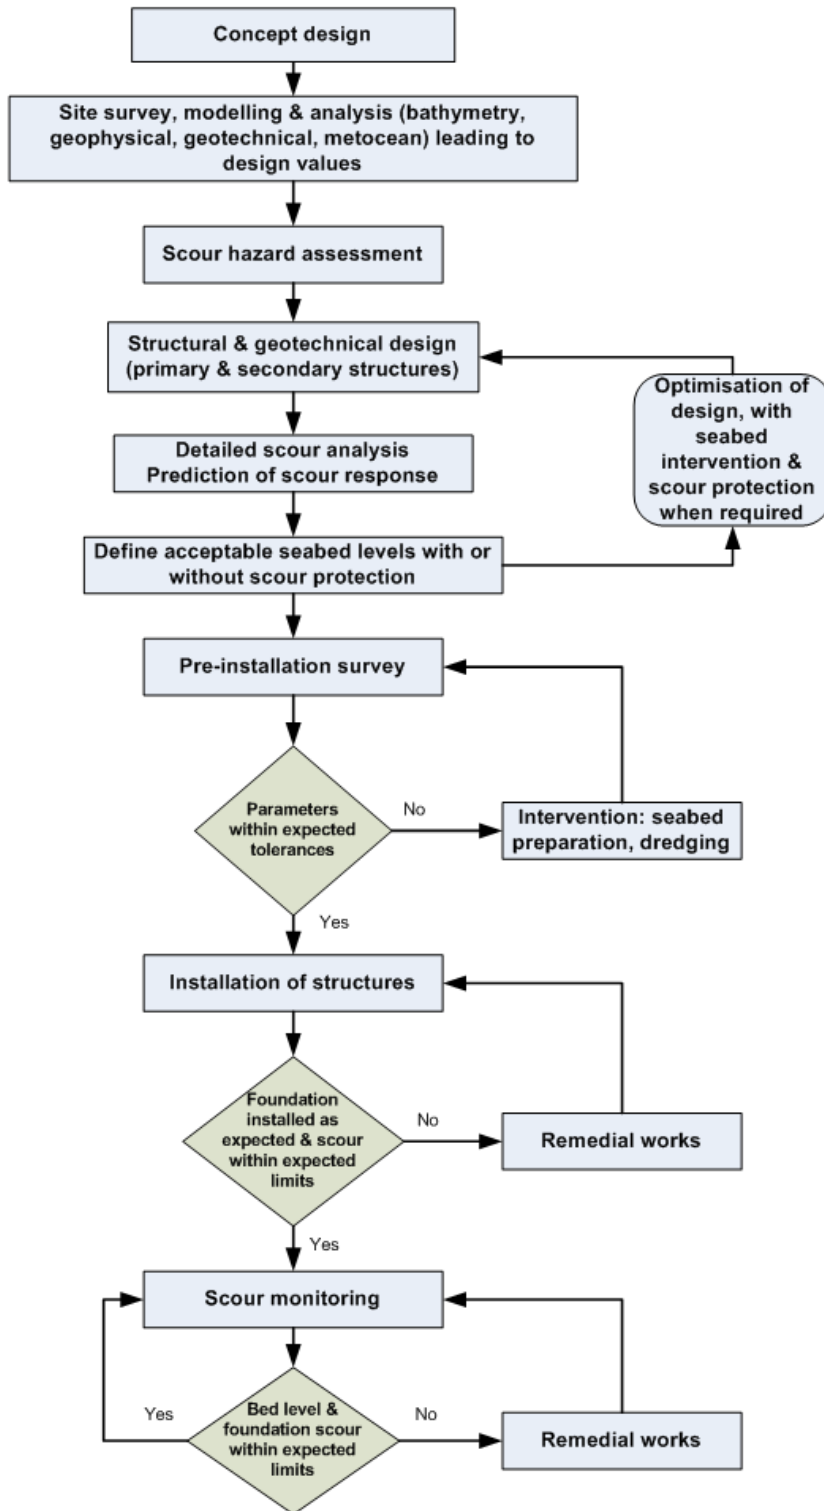 Concept design
Site survey, modelling & analysis (bathymetry,
geophysical, geotechnical, metocean) leading to
design values
Scour hazard assessment
Structural & geotechnical design
(primary & secondary structures)
Optimisation of
design, with
seabed
intervention &
scour protection
when required
Detailed scour analysis
Prediction of scour response
Define acceptable seabed levels with or
without scour protection
Pre-installation survey
Parameters
within expected
tolerances
No
Intervention: seabed
preparation, dredging
Yes
Installation of structures
Foundation
installed as
expected & scour
within expected
limits
No
Remedial works
Yes
Scour monitoring
Yes
Bed level &
foundation scour
within expected
limits
No
Remedial works